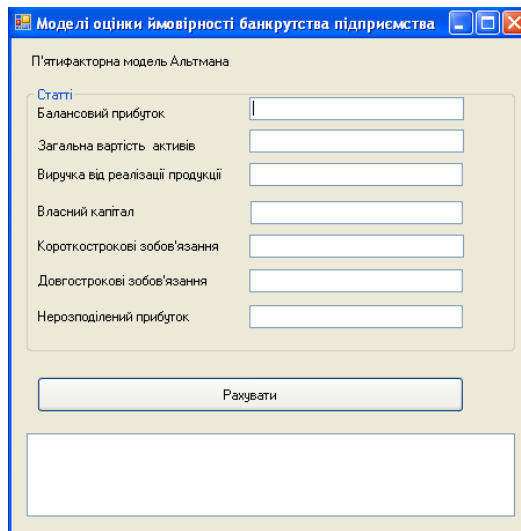 Моделі оцінки ймовірності банкрутства підприємства
П'ятифакторна модель Альтмана
Статті
Балансовий прибуток
Загальна вартість активів
Виручка від реалізації продукції
Власний капітал
Короткострокові зобов'язання
Довгострокові зобов'язання
Нерозподілений прибуток
Рахувати